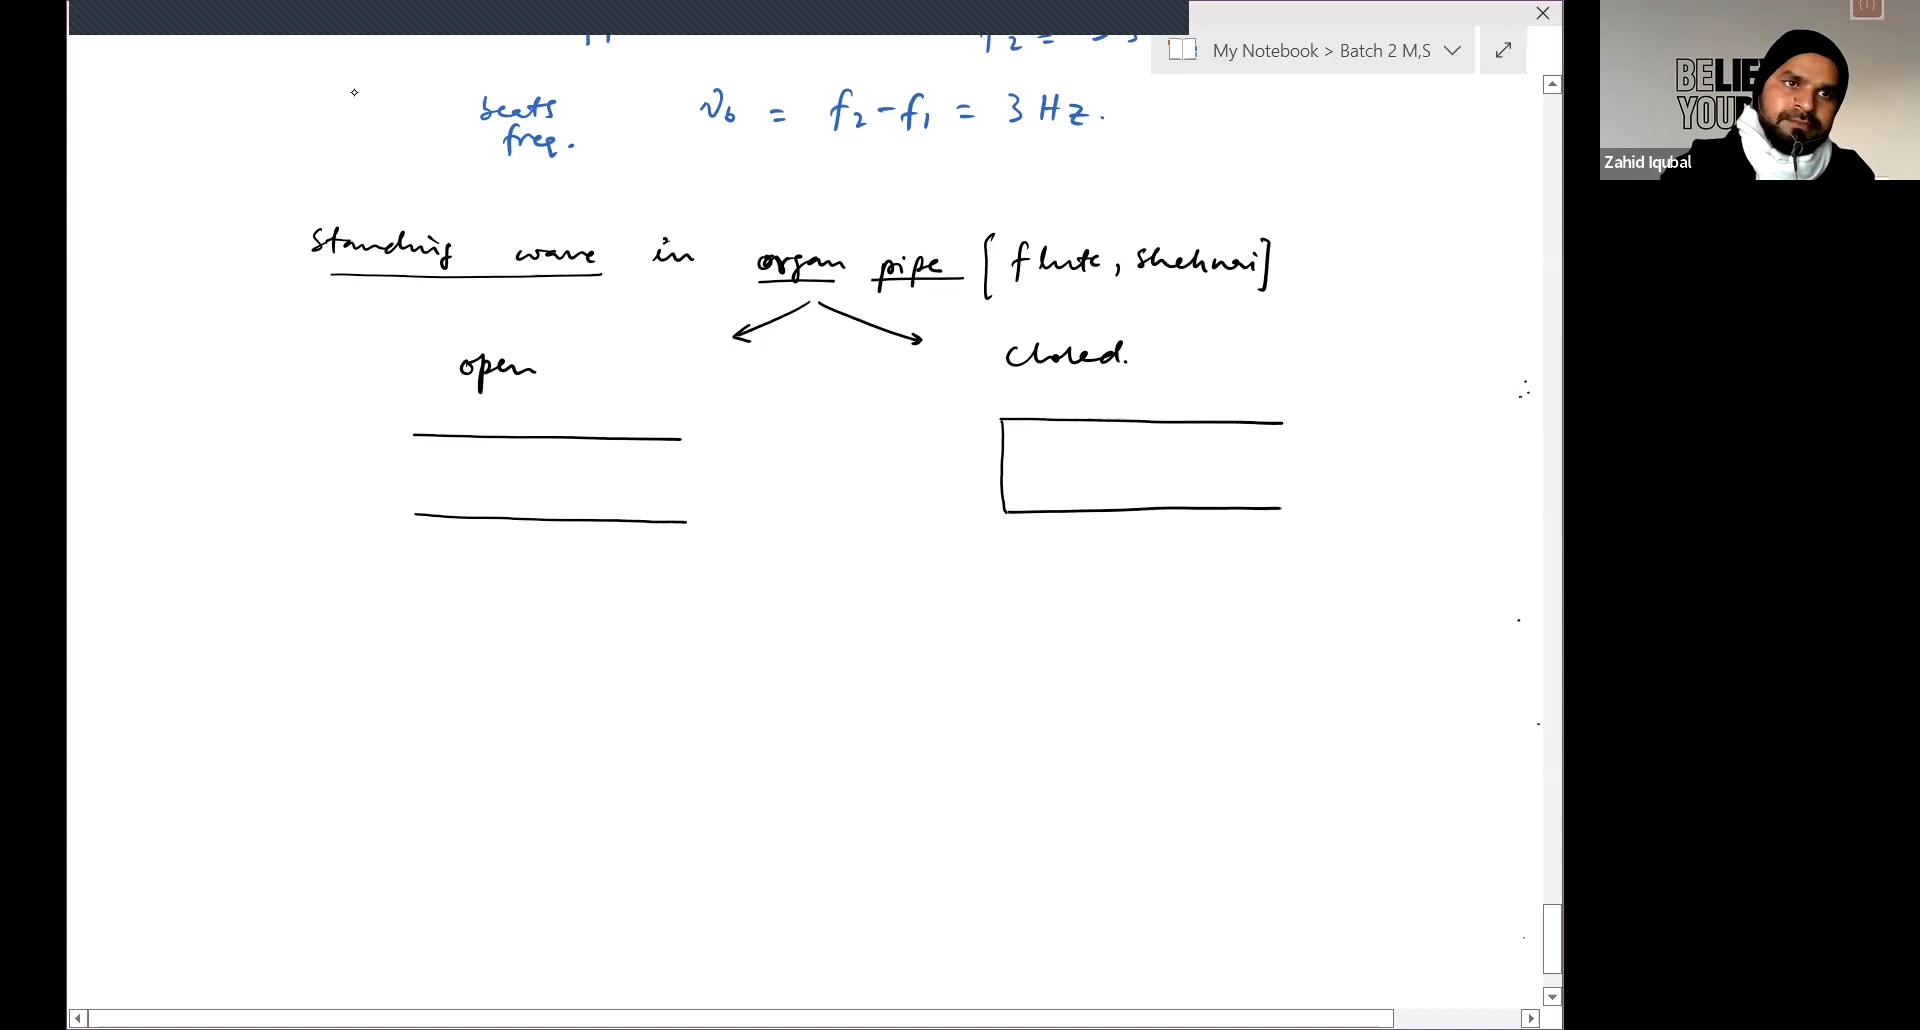 My Notebook > Batch 2 M,S
beats freq. ν_b = f₂ - f₁ = 3 Hz.
Standing wave in organ pipe [flute, shehnai]
open closed.
BELIE
YOU
Zahid Iqubal